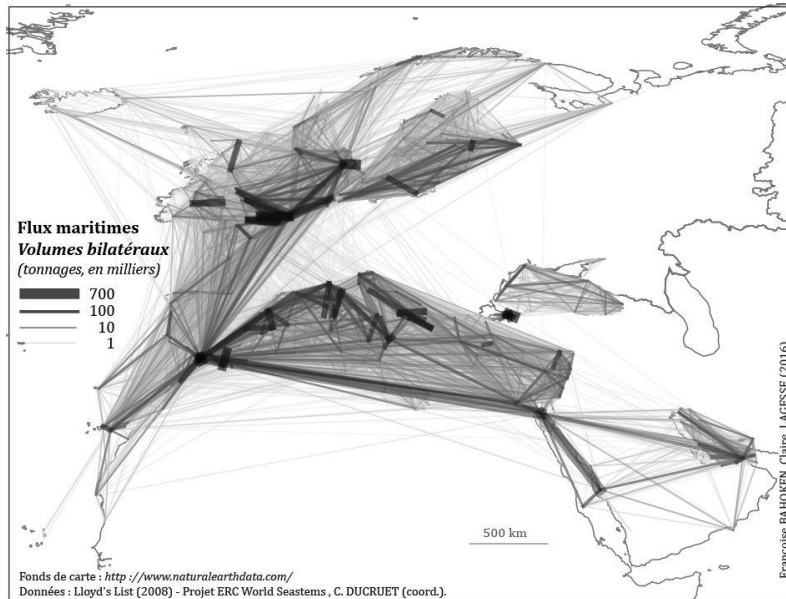 Flux maritimes
Volumes bilatéraux
(tonnages, en milliers)
700
100
10
1
500 km
Françoise BAHOKEN, Claire LAGESSE (2016)
Fonds de carte : http://www.naturalearthdata.com/
Données : Lloyd's List (2008) - Projet ERC World Seastems , C. DUCRUET (coord.).